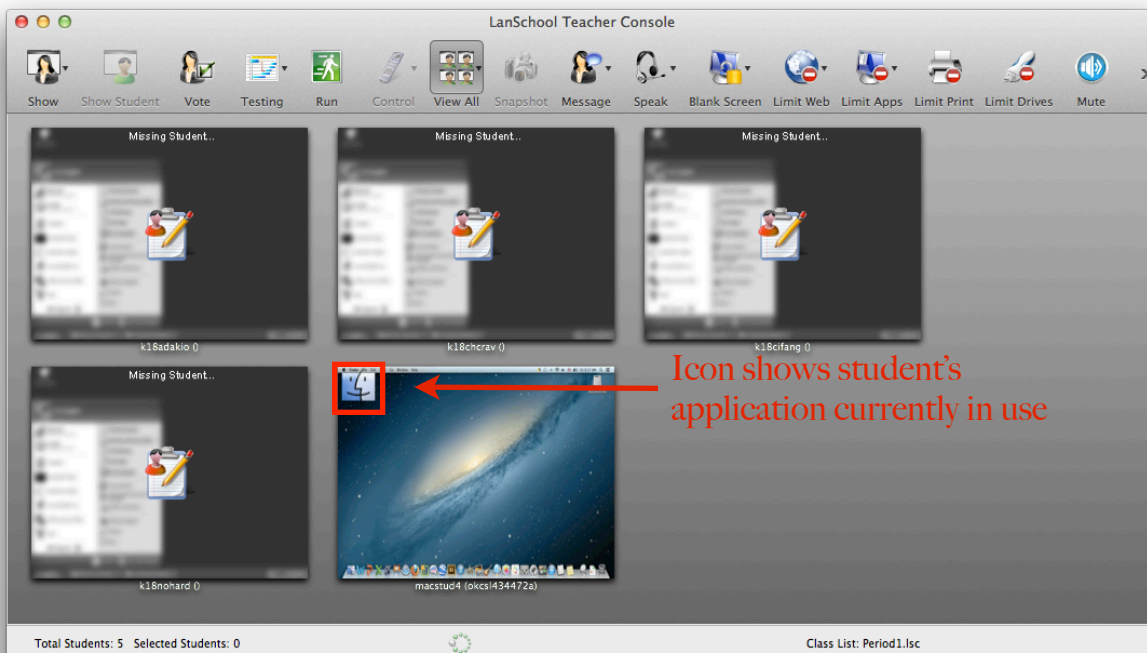 LanSchool Teacher Console
Show Show Student Vote Testing Run Control View All Snapshot Message Speak Blank Screen Limit Web Limit Apps Limit Print Limit Drives Mute
Missing Student... Missing Student... Missing Student...
k18adakio () k18chcrav () k18cifang ()
Missing Student...
Icon shows student's
application currently in use
k18nohard () macstud4 (okcsl434472a)
Total Students: 5 Selected Students: 0 Class List: Period1.lsc